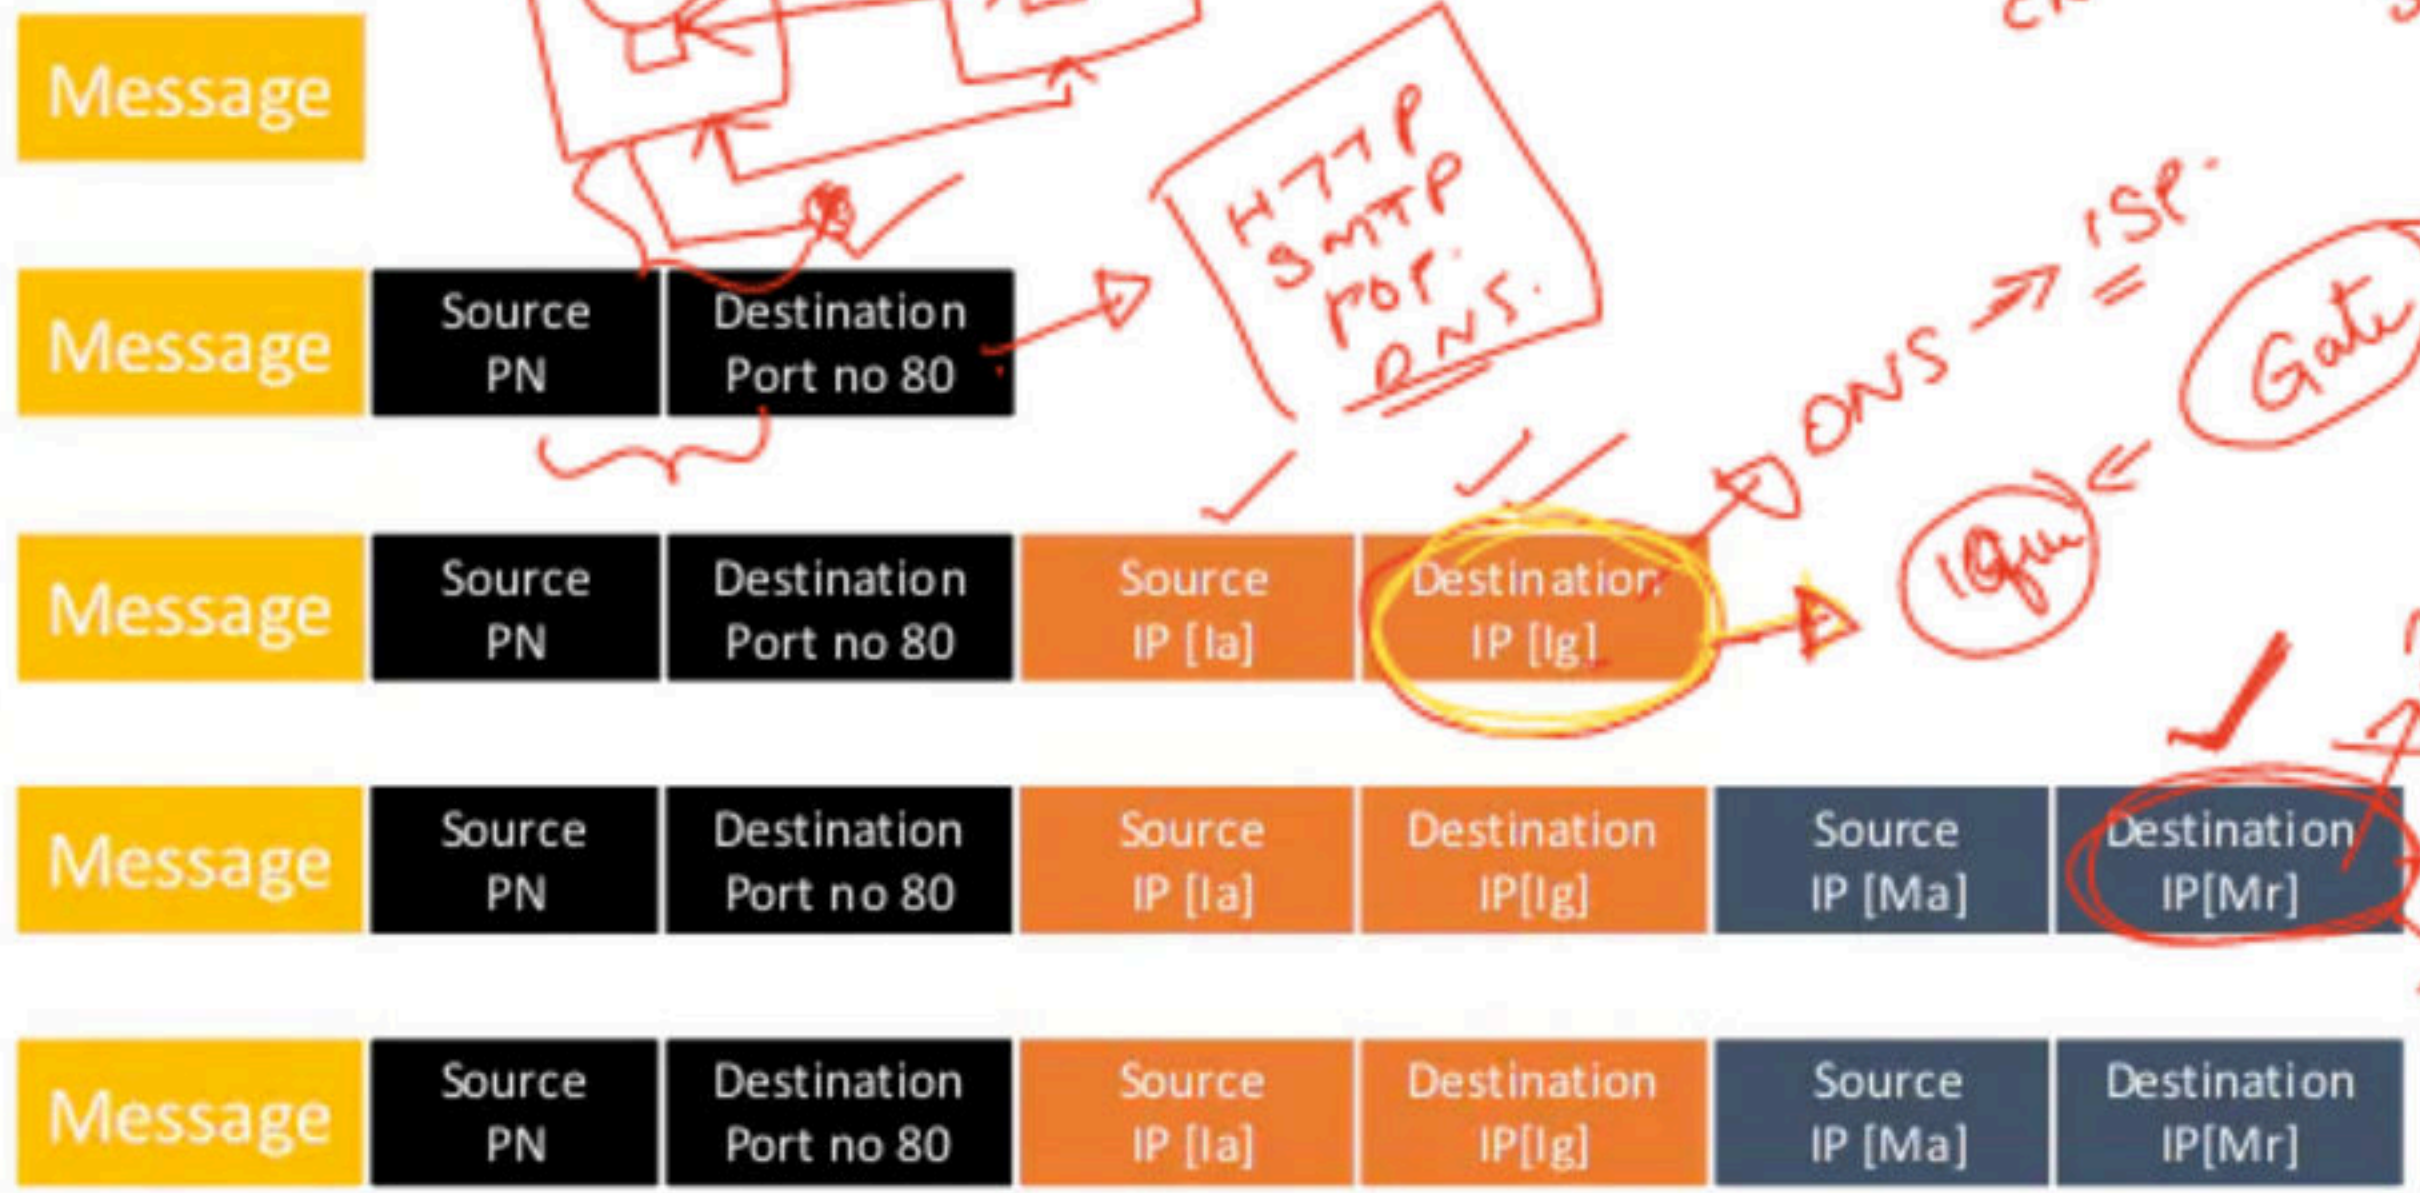 Message
HTTP
SMTP
POP.
DNS.
ISP.
Message
Source
PN
Destination
Port no 80
DNS
Gate
Message
Source
PN
Destination
Port no 80
Source
IP [Ia]
Destination
IP [Ig]
Message
Source
PN
Destination
Port no 80
Source
IP [Ia]
Destination
IP[Ig]
Source
IP [Ma]
Destination
IP[Mr]
Message
Source
PN
Destination
Port no 80
Source
IP [Ia]
Destination
IP[Ig]
Source
IP [Ma]
Destination
IP[Mr]